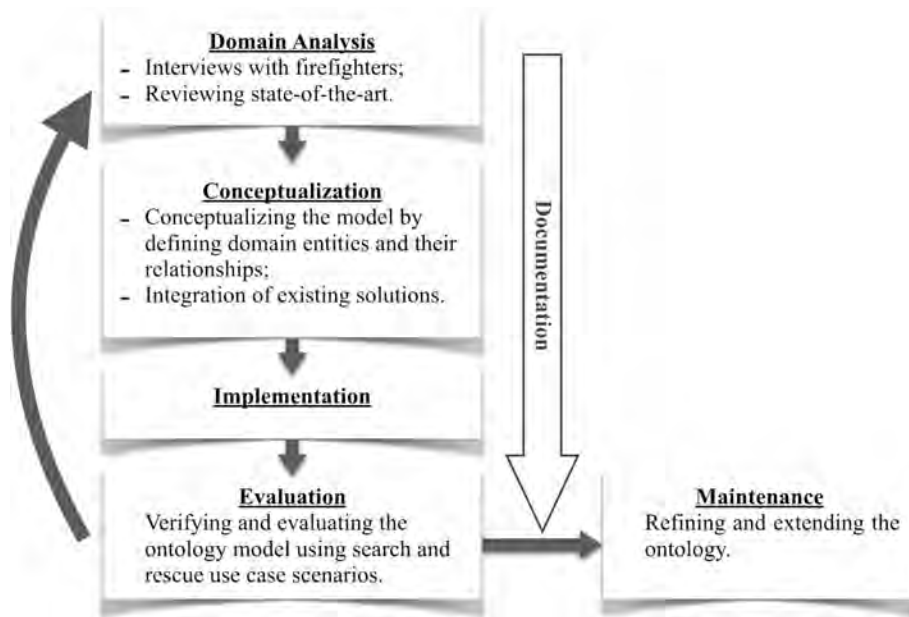 Domain Analysis
- Interviews with firefighters;
- Reviewing state-of-the-art.
Conceptualization
- Conceptualizing the model by
defining domain entities and their
relationships;
- Integration of existing solutions.
Implementation
Evaluation
Verifying and evaluating the
ontology model using search and
rescue use case scenarios.
Documentation
Maintenance
Refining and extending the
ontology.